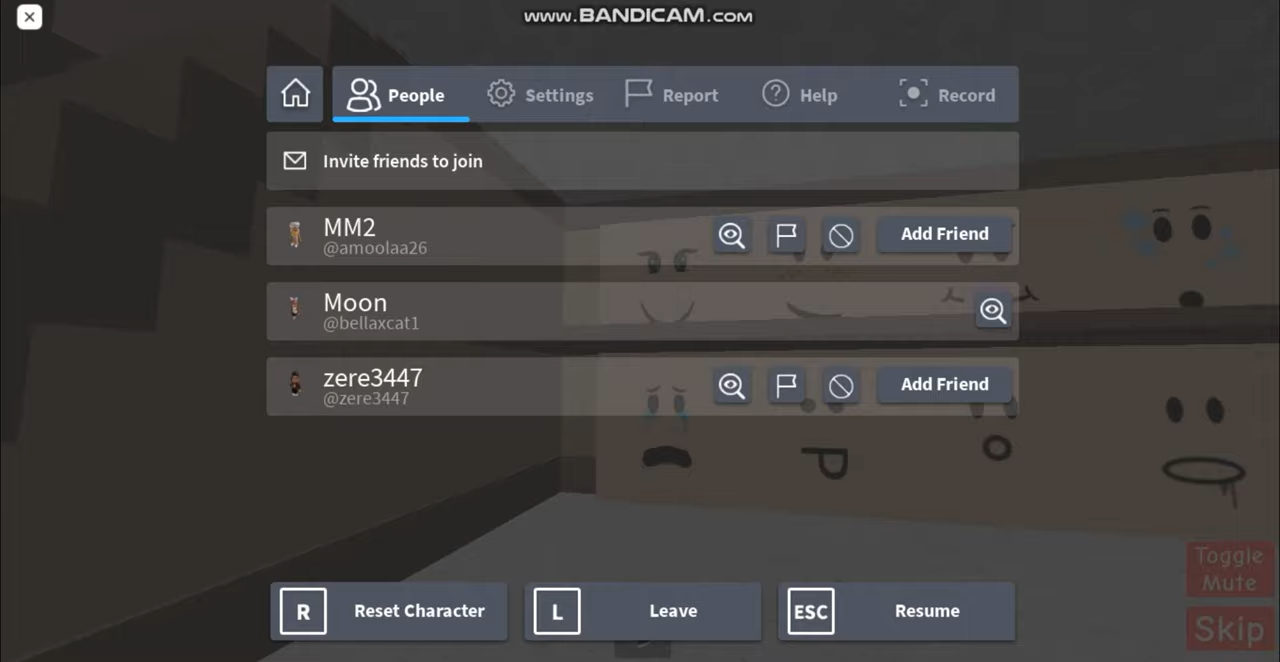 www.BANDICAM.com
People
Settings
Report
Help
Record
Invite friends to join
MM2
@amoolaa26
Add Friend
Moon
@bellaxcat1
zere3447
@zere3447
Add Friend
Toggle
Mute
R Reset Character
L Leave
ESC Resume
Skip